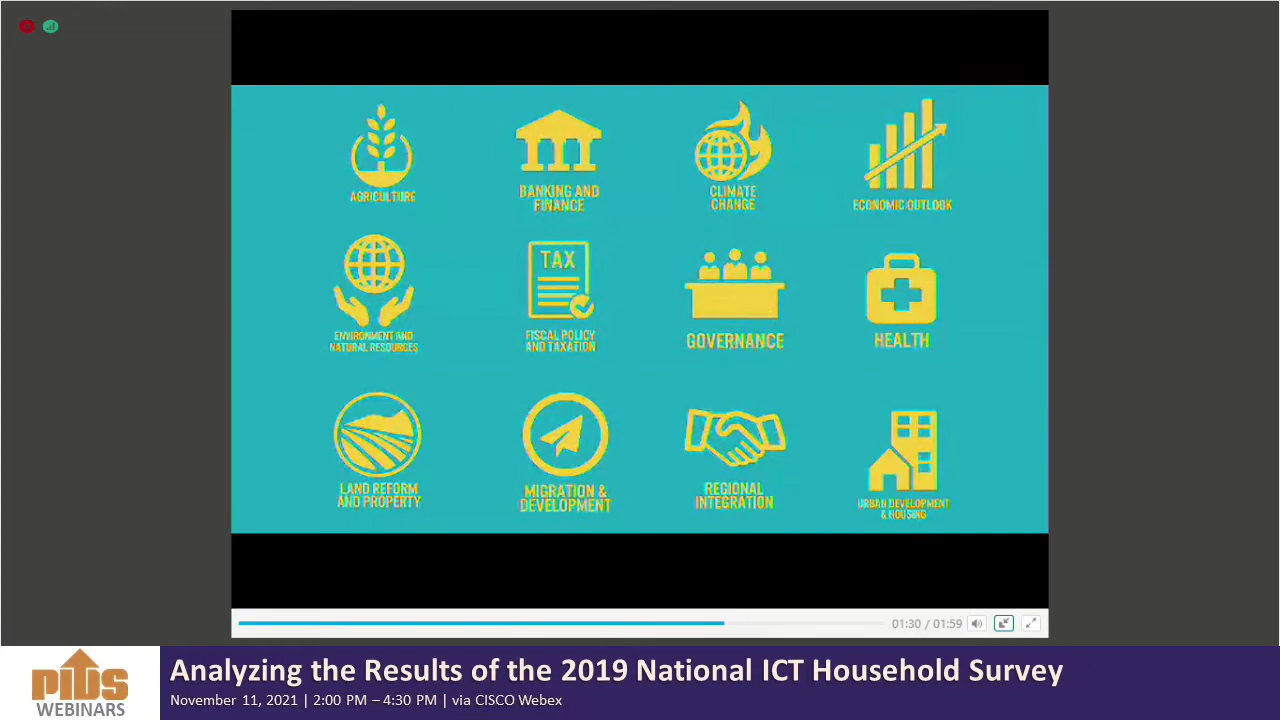 AGRICULTURE
BANKING AND
FINANCE
CLIMATE
CHANGE
ECONOMIC OUTLOOK
ENVIRONMENT AND
NATURAL RESOURCES
TAX
FISCAL POLICY
AND TAXATION
GOVERNANCE
HEALTH
LAND REFORM
AND PROPERTY
MIGRATION &
DEVELOPMENT
REGIONAL
INTEGRATION
URBAN DEVELOPMENT
& HOUSING
01:30 / 01:59
pids
WEBINARS
Analyzing the Results of the 2019 National ICT Household Survey
November 11, 2021 | 2:00 PM – 4:30 PM | via CISCO Webex